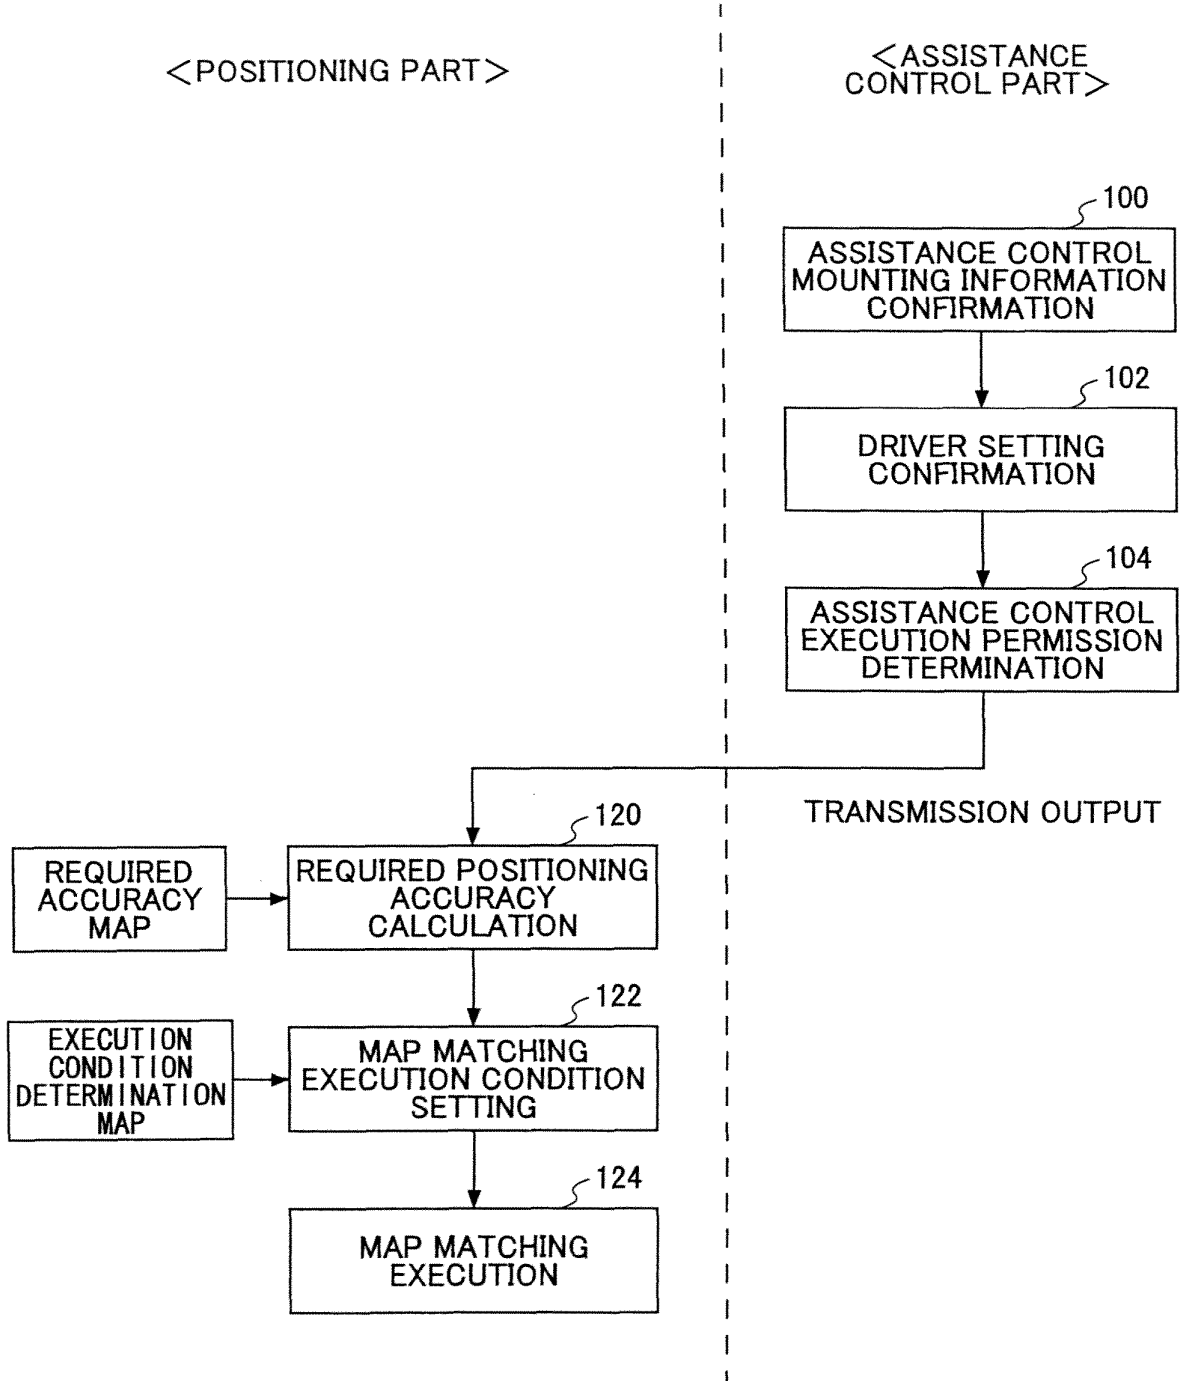 <POSITIONING PART>
<ASSISTANCE
CONTROL PART>
100
ASSISTANCE CONTROL
MOUNTING INFORMATION
CONFIRMATION
102
DRIVER SETTING
CONFIRMATION
104
ASSISTANCE CONTROL
EXECUTION PERMISSION
DETERMINATION
TRANSMISSION OUTPUT
REQUIRED
ACCURACY
MAP
120
REQUIRED POSITIONING
ACCURACY
CALCULATION
EXECUTION
CONDITION
DETERMINATION
MAP
122
MAP MATCHING
EXECUTION CONDITION
SETTING
124
MAP MATCHING
EXECUTION